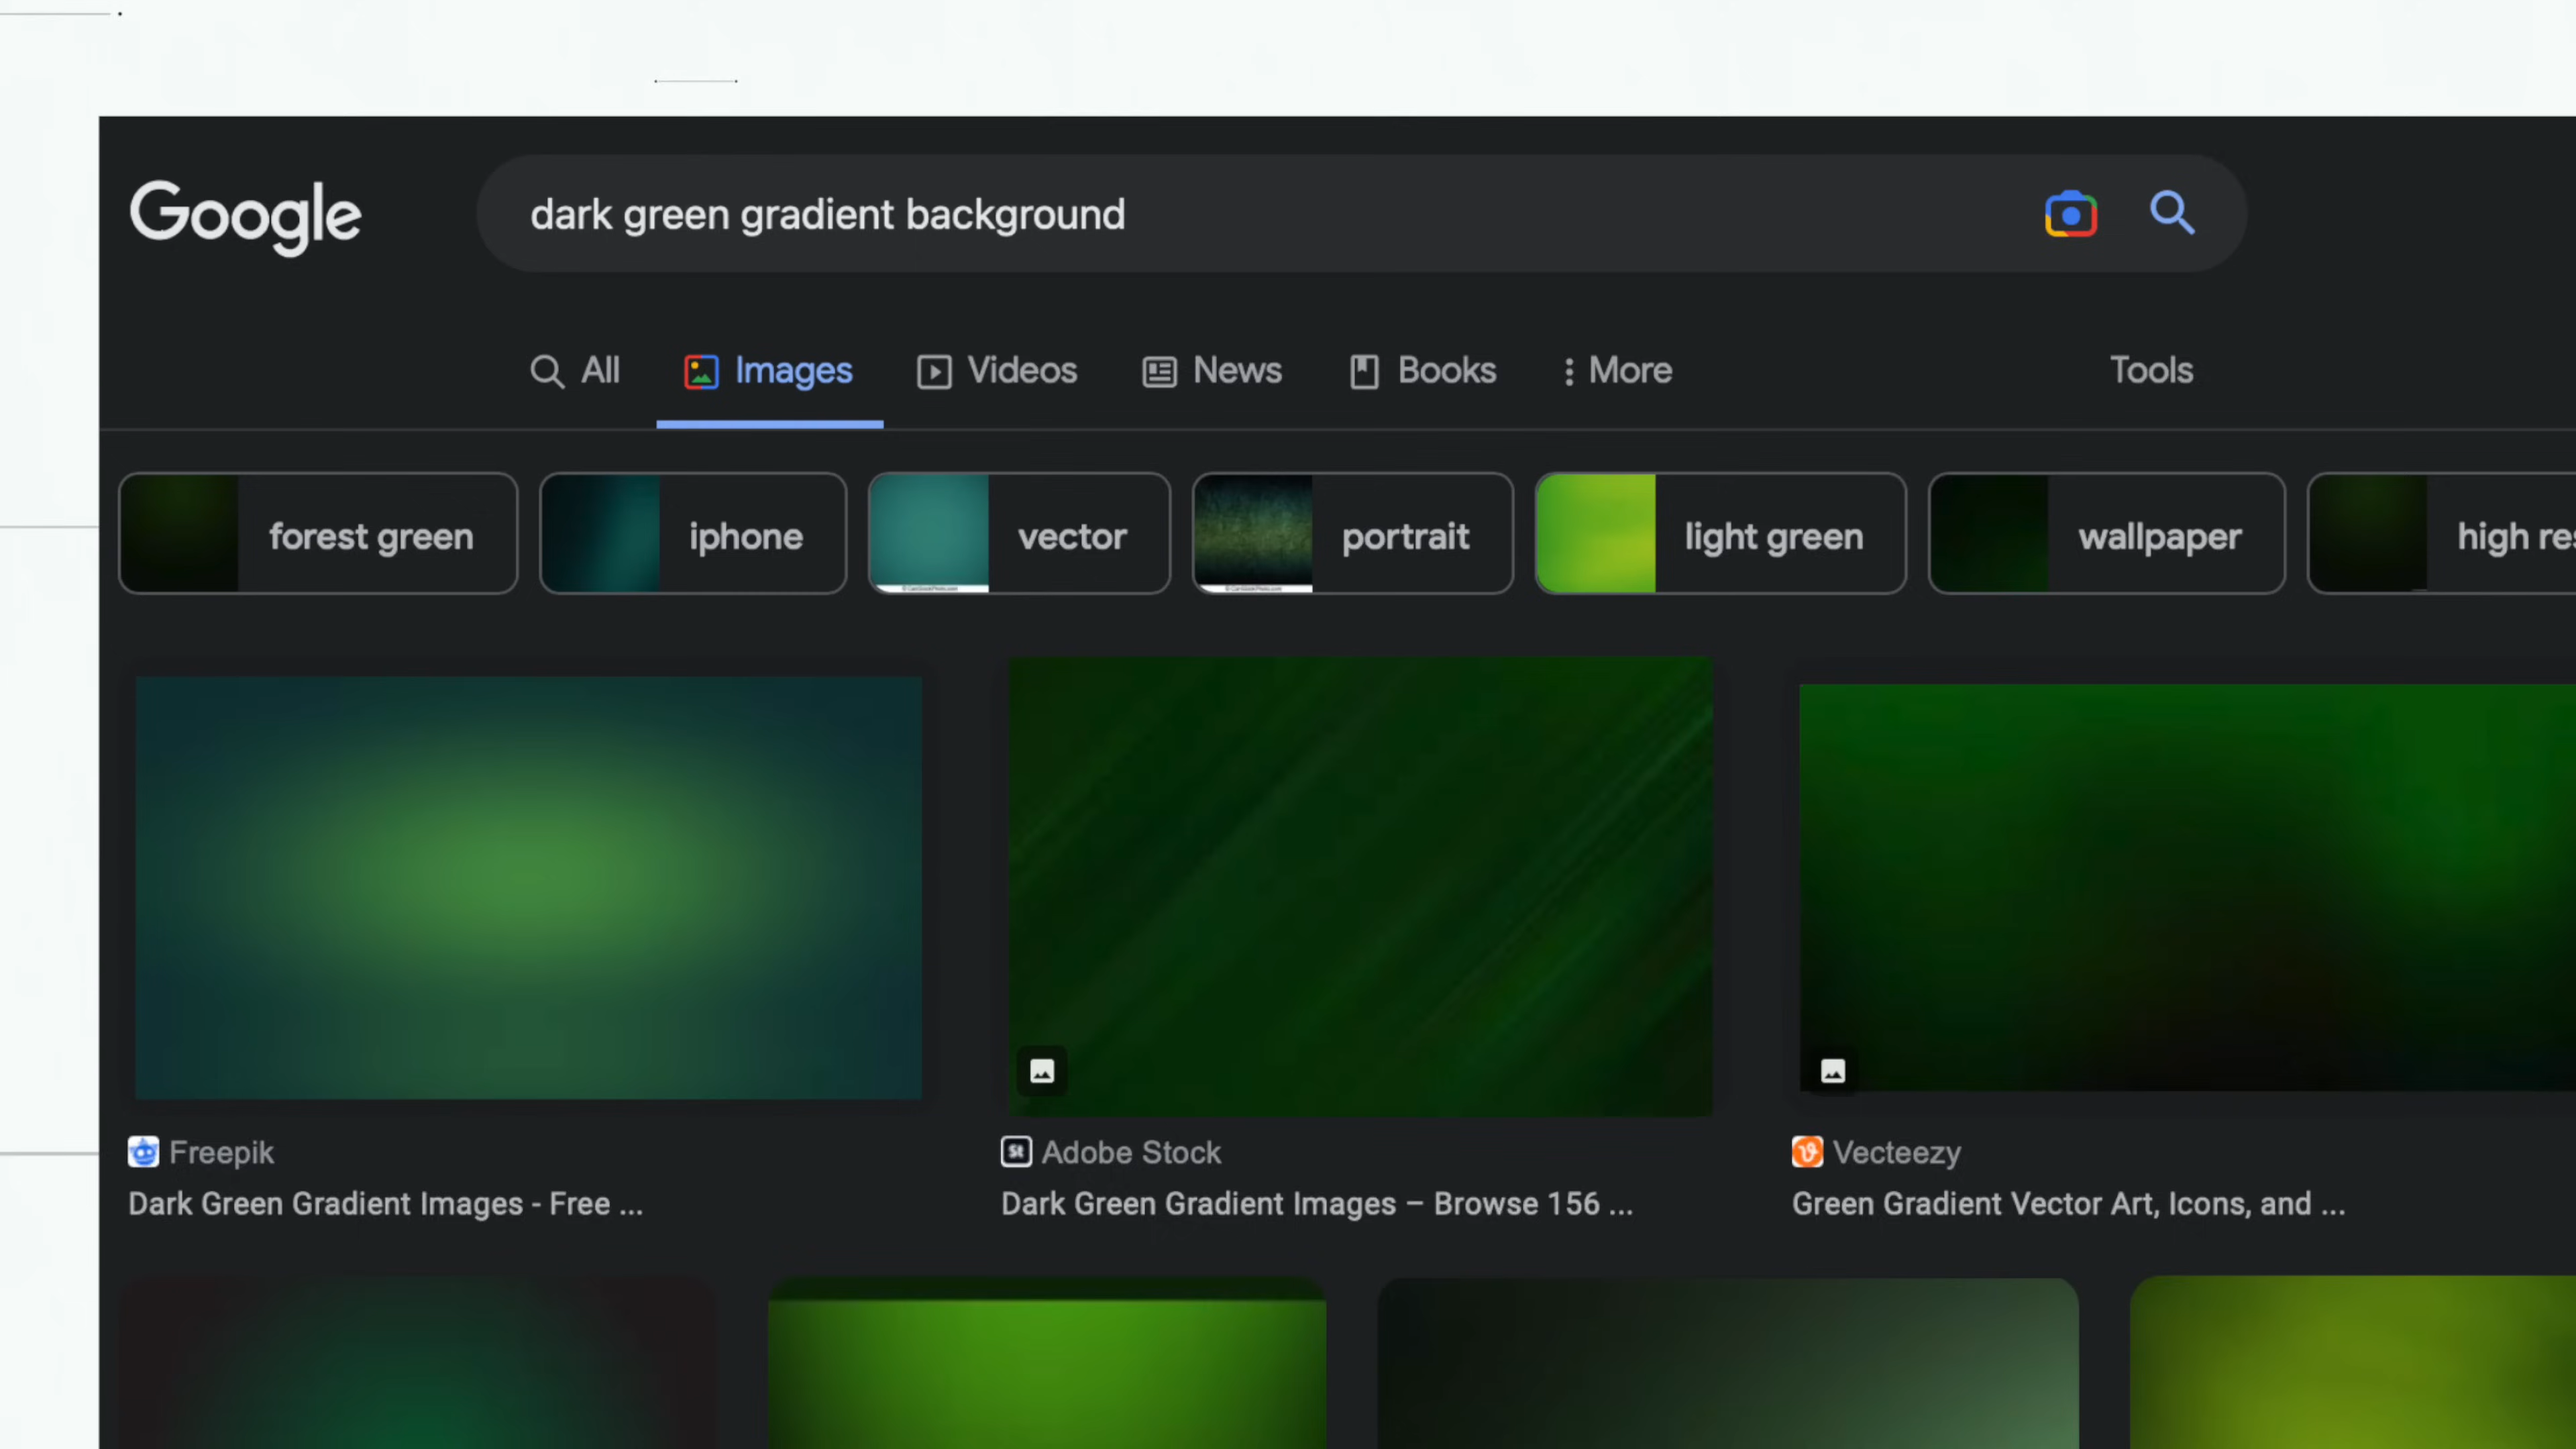 Google
dark green gradient background
All
Images
Videos
News
Books
More
Tools
forest green
iphone
vector
portrait
light green
wallpaper
high
Freepik
Dark Green Gradient Images - Free ...
St Adobe Stock
Dark Green Gradient Images – Browse 156 ...
Vecteezy
Green Gradient Vector Art, Icons, and ...